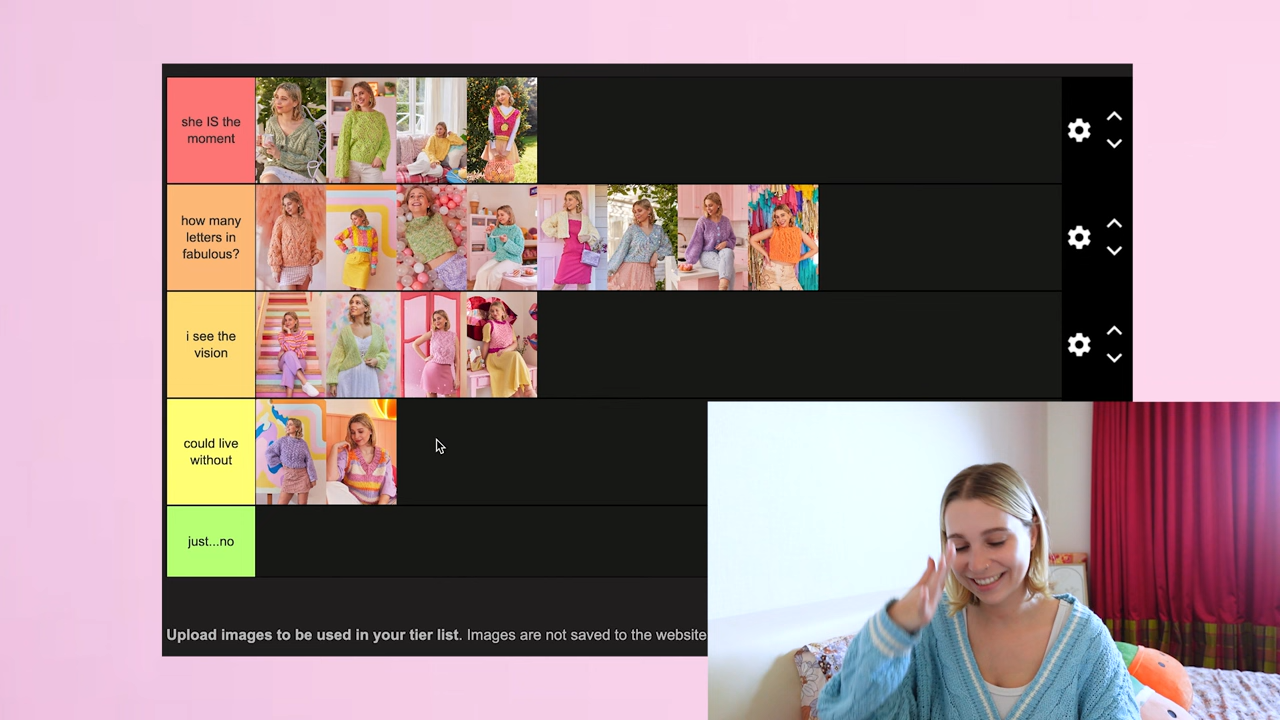 she IS the
moment
how many
letters in
fabulous?
i see the
vision
could live
without
just...no
Upload images to be used in your tier list. Images are not saved to the website